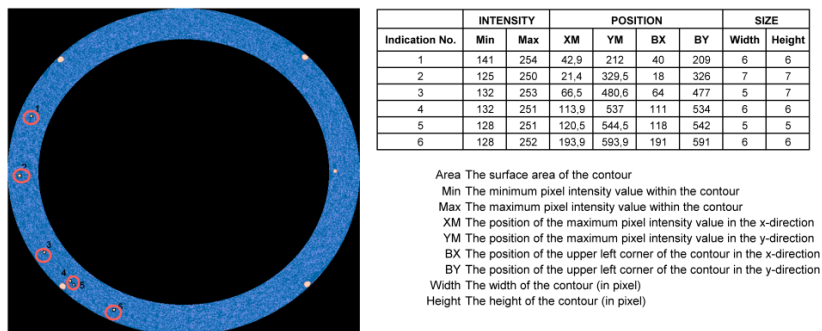 1
2
3
4
5
6
INTENSITY POSITION SIZE
Indication No. Min Max XM YM BX BY Width Height
1 141 254 42,9 212 40 209 6 6
2 125 250 21,4 329,5 18 326 7 7
3 132 253 66,5 480,6 64 477 5 7
4 132 251 113,9 537 111 534 6 6
5 128 251 120,5 544,5 118 542 5 5
6 128 252 193,9 593,9 191 591 6 6
Area The surface area of the contour
Min The minimum pixel intensity value within the contour
Max The maximum pixel intensity value within the contour
XM The position of the maximum pixel intensity value in the x-direction
YM The position of the maximum pixel intensity value in the y-direction
BX The position of the upper left corner of the contour in the x-direction
BY The position of the upper left corner of the contour in the y-direction
Width The width of the contour (in pixel)
Height The height of the contour (in pixel)